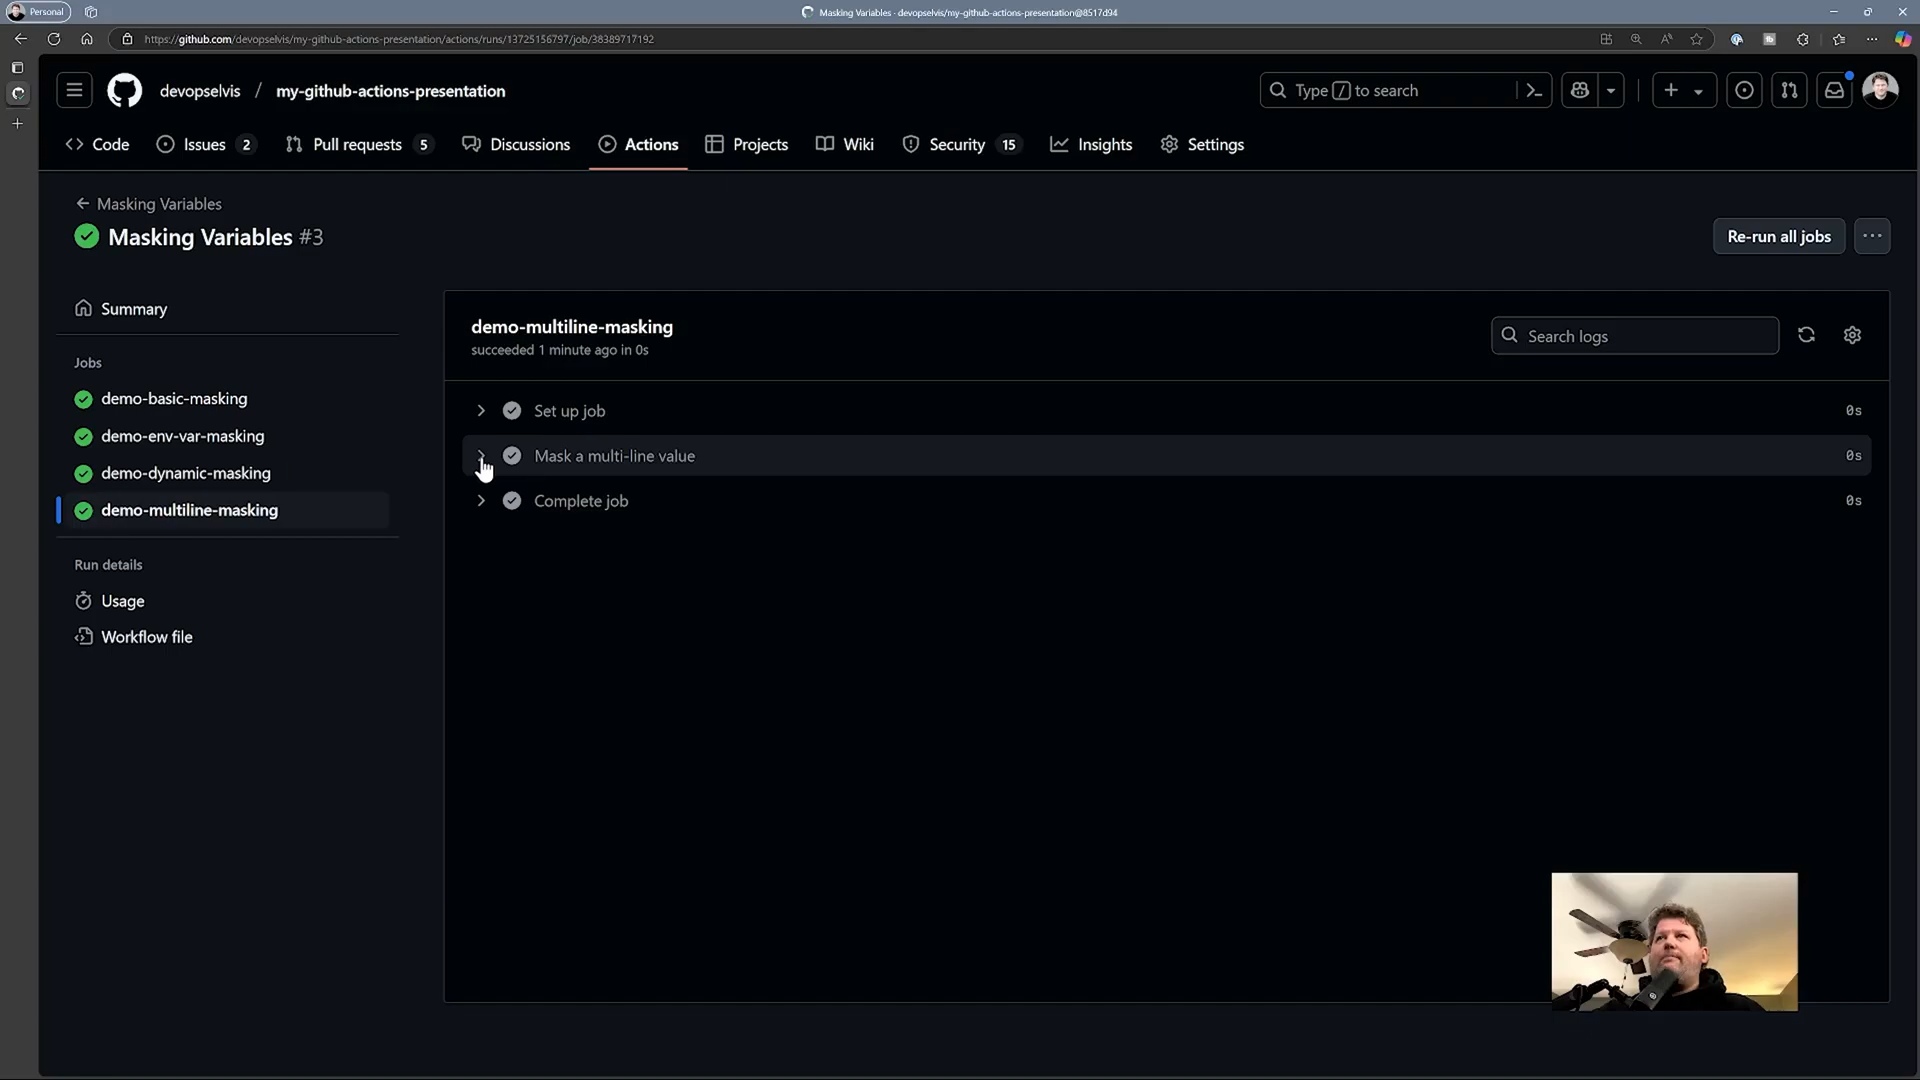 Personal
Masking Variables · devopselvis/my-github-actions-presentation@8517d94
https://github.com/devopselvis/my-github-actions-presentation/actions/runs/13725156797/job/38389717192
devopselvis / my-github-actions-presentation
Type / to search
Code Issues 2 Pull requests 5 Discussions Actions Projects Wiki Security 15 Insights Settings
Masking Variables
Masking Variables #3
Re-run all jobs
Summary
Jobs
demo-basic-masking
demo-env-var-masking
demo-dynamic-masking
demo-multiline-masking
Run details
Usage
Workflow file
demo-multiline-masking
succeeded 1 minute ago in 0s
Search logs
Set up job 0s
Mask a multi-line value 0s
Complete job 0s